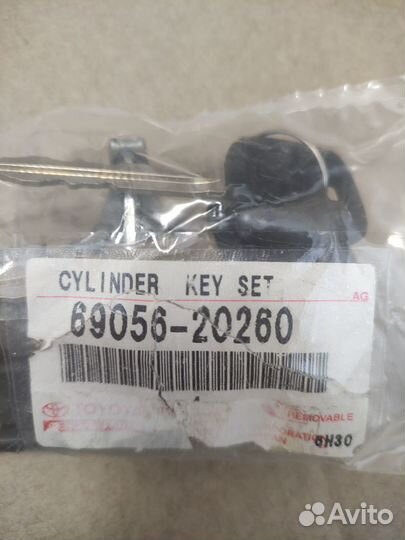 CYLINDER KEY SET
AG
69056-20260
TOYOTA
REMOVABLE
8H30
Avito